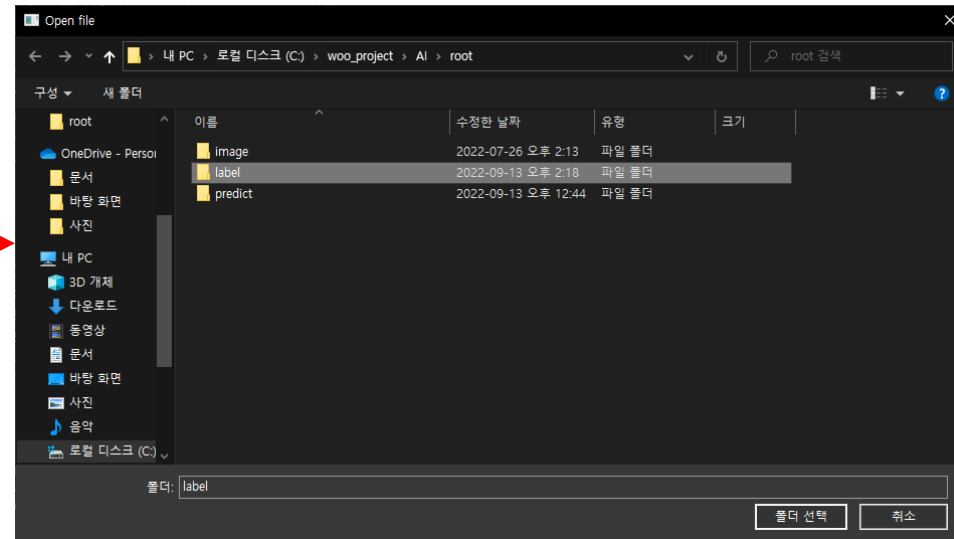 Open file
내 PC › 로컬 디스크 (C:) › woo_project › AI › root
root 검색
구성
새 폴더
root
OneDrive - Person
문서
바탕 화면
사진
내 PC
3D 개체
다운로드
동영상
문서
바탕 화면
사진
음악
로컬 디스크 (C:)
이름 수정한 날짜 유형 크기
image 2022-07-26 오후 2:13 파일 폴더
label 2022-09-13 오후 2:18 파일 폴더
predict 2022-09-13 오후 12:44 파일 폴더
폴더: label
폴더 선택 취소